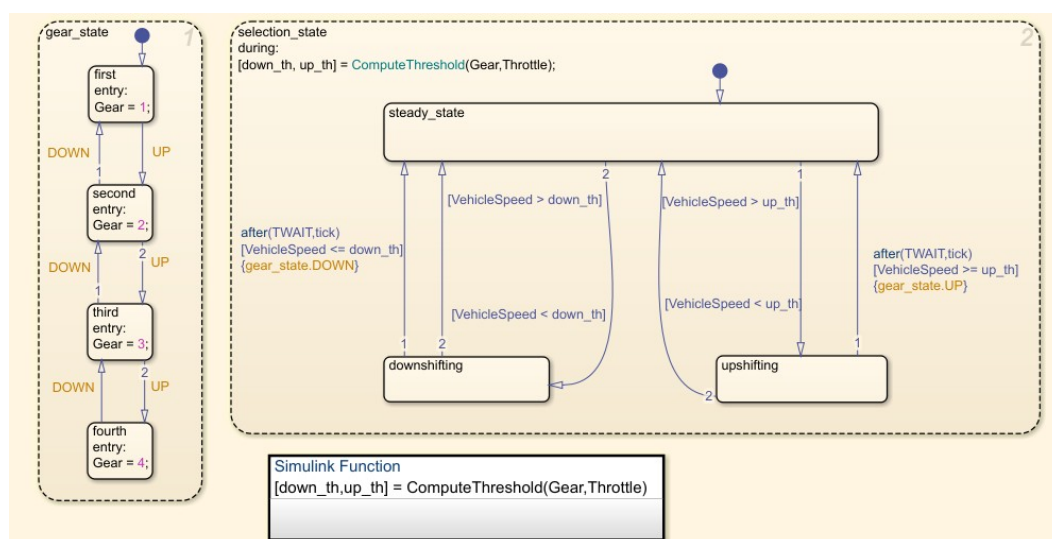 gear_state
1
first
entry:
Gear = 1;
DOWN
UP
1
second
entry:
Gear = 2;
2
DOWN
UP
1
third
entry:
Gear = 3;
2
DOWN
UP
fourth
entry:
Gear = 4;
selection_state
2
during:
[down_th, up_th] = ComputeThreshold(Gear,Throttle);
steady_state
2
1
[VehicleSpeed > down_th]
[VehicleSpeed > up_th]
after(TWAIT,tick)
[VehicleSpeed <= down_th]
{gear_state.DOWN}
after(TWAIT,tick)
[VehicleSpeed >= up_th]
{gear_state.UP}
[VehicleSpeed < down_th]
[VehicleSpeed < up_th]
1
2
1
downshifting
upshifting
2
Simulink Function
[down_th,up_th] = ComputeThreshold(Gear,Throttle)